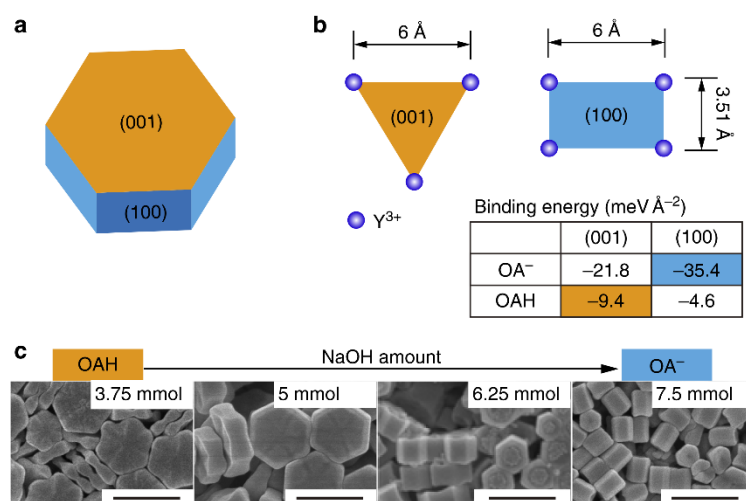 a
(001)
(100)
b
6 Å
(001)
Y³⁺
6 Å
(100)
3.51 Å
Binding energy (meV Å⁻²)
(001) (100)
OA⁻ −21.8 −35.4
OAH −9.4 −4.6
c
OAH NaOH amount OA⁻
3.75 mmol 5 mmol 6.25 mmol 7.5 mmol